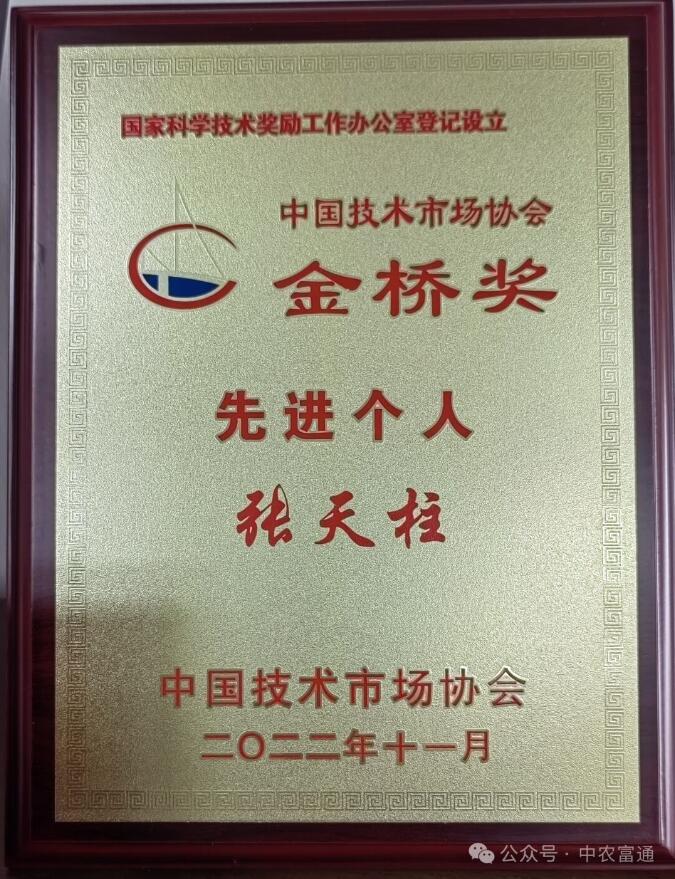 国家科学技术奖励工作办公室登记设立
中国技术市场协会
金桥奖
先进个人
张天柱
中国技术市场协会
二〇二二年十一月
公众号·中农富通